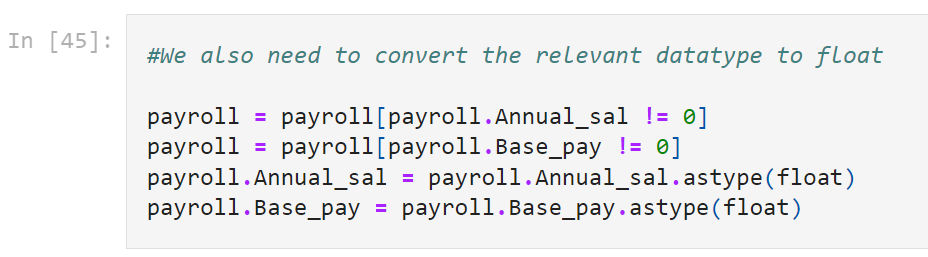 In [45]:
#We also need to convert the relevant datatype to float
payroll = payroll[payroll.Annual_sal != 0]
payroll = payroll[payroll.Base_pay != 0]
payroll.Annual_sal = payroll.Annual_sal.astype(float)
payroll.Base_pay = payroll.Base_pay.astype(float)